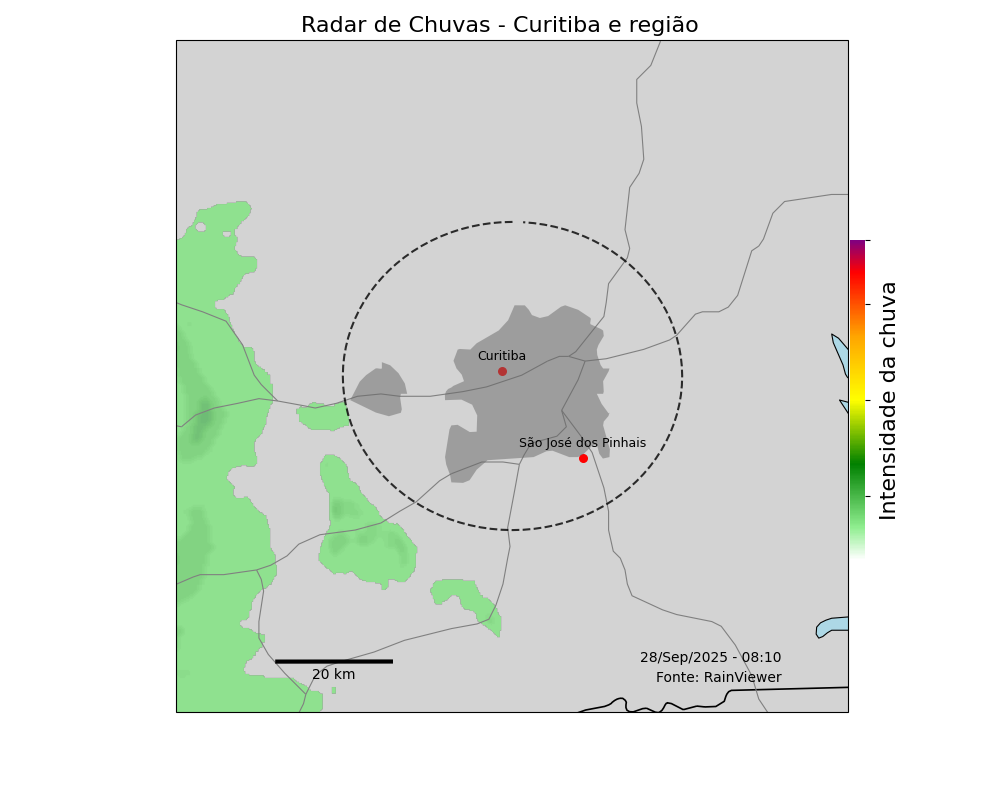 Radar de Chuvas - Curitiba e região
Curitiba
São José dos Pinhais
Intensidade da chuva
28/Sep/2025 - 08:10
20 km
Fonte: RainViewer